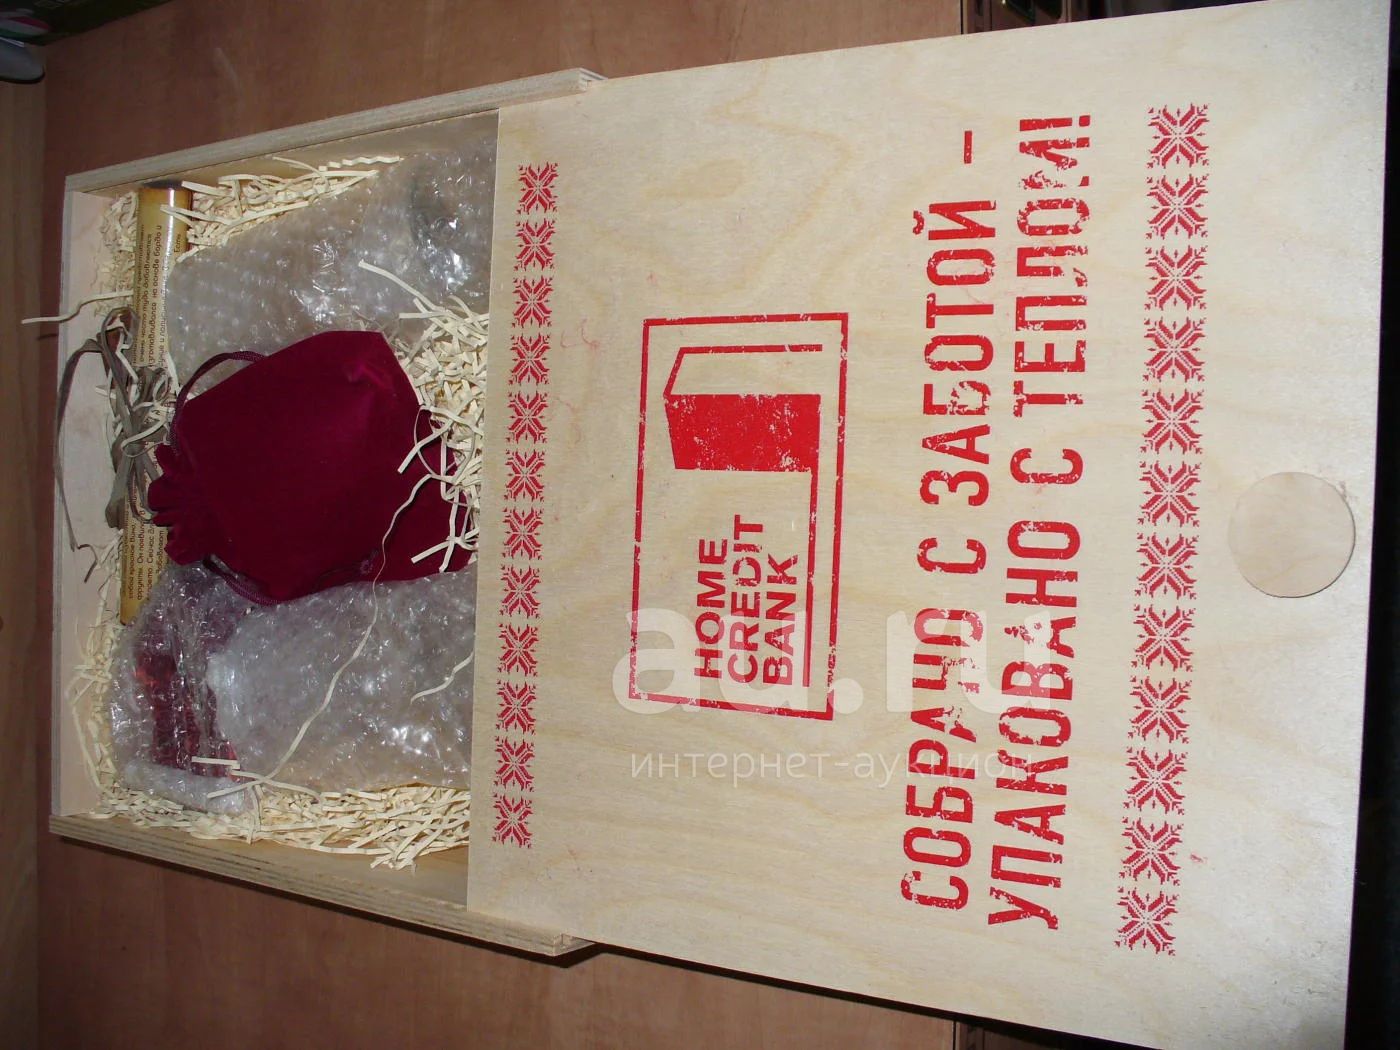 HOME
CREDIT
BANK
СОБРАНО С ЗАБОТОЙ –
УПАКОВАНО С ТЕПЛОМ!
au.ru
интернет-аукцион